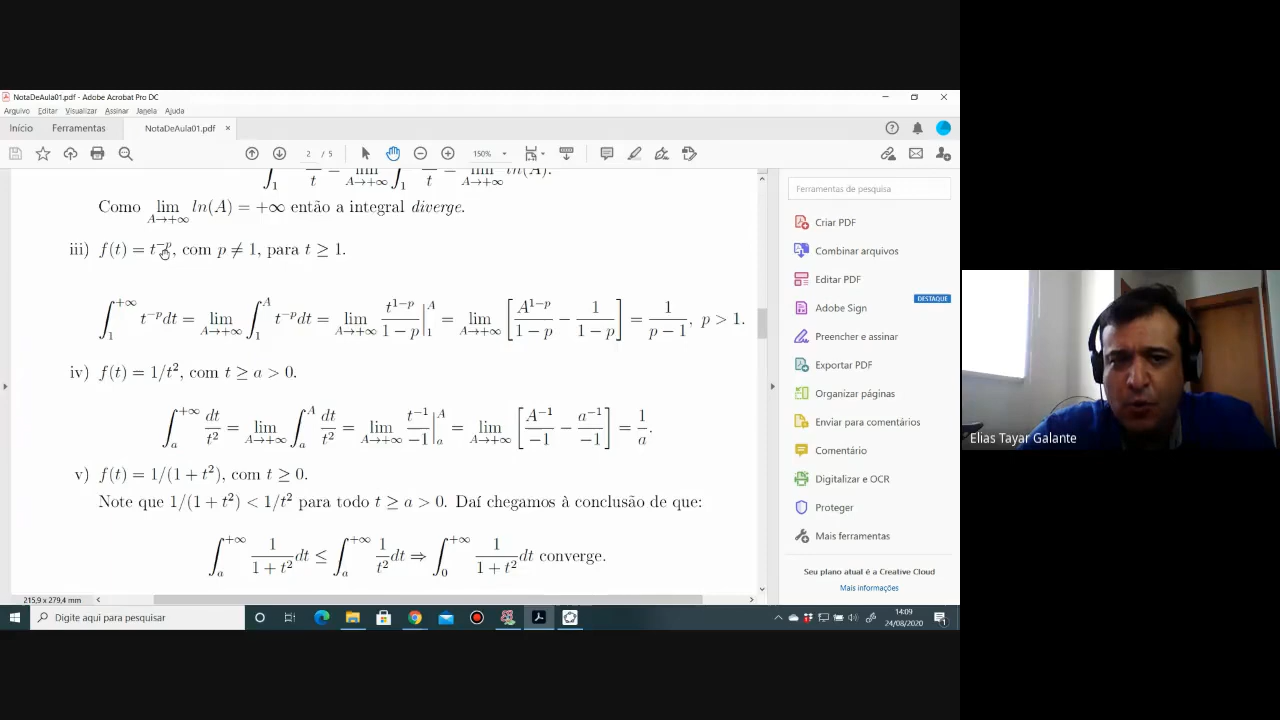 NotaDeAula01.pdf - Adobe Acrobat Pro DC
Arquivo Editar Visualizar Assinar Janela Ajuda
Início Ferramentas NotaDeAula01.pdf ×
2 / 5 150%
∫_1 t = lim_{A→+∞} ∫_1 t = lim_{A→+∞} ln(A).
Como lim_{A→+∞} ln(A) = +∞ então a integral diverge.
iii) f(t) = t^{-p}, com p ≠ 1, para t ≥ 1.
∫_1^{+∞} t^{-p}dt = lim_{A→+∞} ∫_1^A t^{-p}dt = lim_{A→+∞} t^{1-p}/(1-p) |_1^A = lim_{A→+∞} [A^{1-p}/(1-p) − 1/(1-p)] = 1/(p-1), p > 1.
iv) f(t) = 1/t², com t ≥ a > 0.
∫_a^{+∞} dt/t² = lim_{A→+∞} ∫_a^A dt/t² = lim_{A→+∞} t^{-1}/-1 |_a^A = lim_{A→+∞} [A^{-1}/-1 − a^{-1}/-1] = 1/a.
v) f(t) = 1/(1 + t²), com t ≥ 0.
Note que 1/(1 + t²) < 1/t² para todo t ≥ a > 0. Daí chegamos à conclusão de que:
∫_a^{+∞} 1/(1 + t²) dt ≤ ∫_a^{+∞} 1/t² dt ⇒ ∫_0^{+∞} 1/(1 + t²) dt converge.
215,9 x 279,4 mm
Ferramentas de pesquisa
Criar PDF
Combinar arquivos
Editar PDF
DESTAQUE
Adobe Sign
Preencher e assinar
Exportar PDF
Organizar páginas
Enviar para comentários
Comentário
Digitalizar e OCR
Proteger
Mais ferramentas
Seu plano atual é a Creative Cloud
Mais informações
Elias Tayar Galante
Digite aqui para pesquisar
14:09
24/08/2020